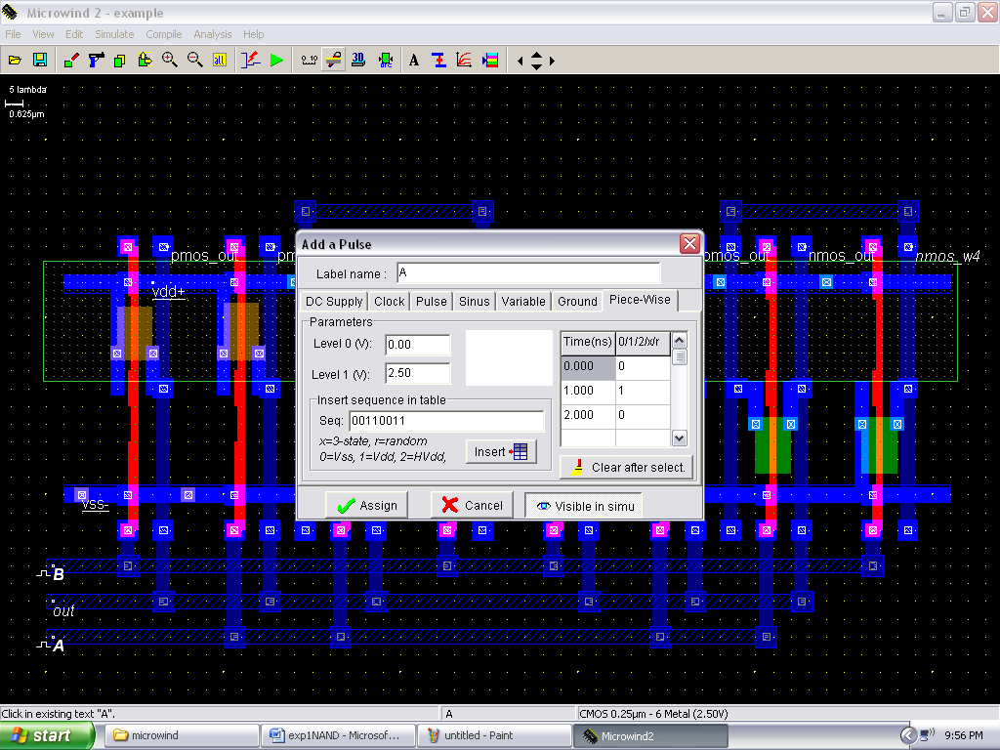 Microwind 2 - example
File View Edit Simulate Compile Analysis Help
5 lambda
0.625µm
pmos_out
vdd+
nmos_out
nmos_w4
vss-
B
out
A
Add a Pulse
Label name : A
DC Supply Clock Pulse Sinus Variable Ground Piece-Wise
Parameters
Level 0 (V): 0.00
Level 1 (V): 2.50
Time(ns) 0/1/2/x/r
0.000 0
1.000 1
2.000 0
Insert sequence in table
Seq: 00110011
x=3-state, r=random
0=Vss, 1=Vdd, 2=HVdd,
Insert
Clear after select.
Assign Cancel Visible in simu
Click in existing text "A". A CMOS 0.25µm - 6 Metal (2.50V)
start microwind exp1NAND - Microsof... untitled - Paint Microwind2 9:56 PM